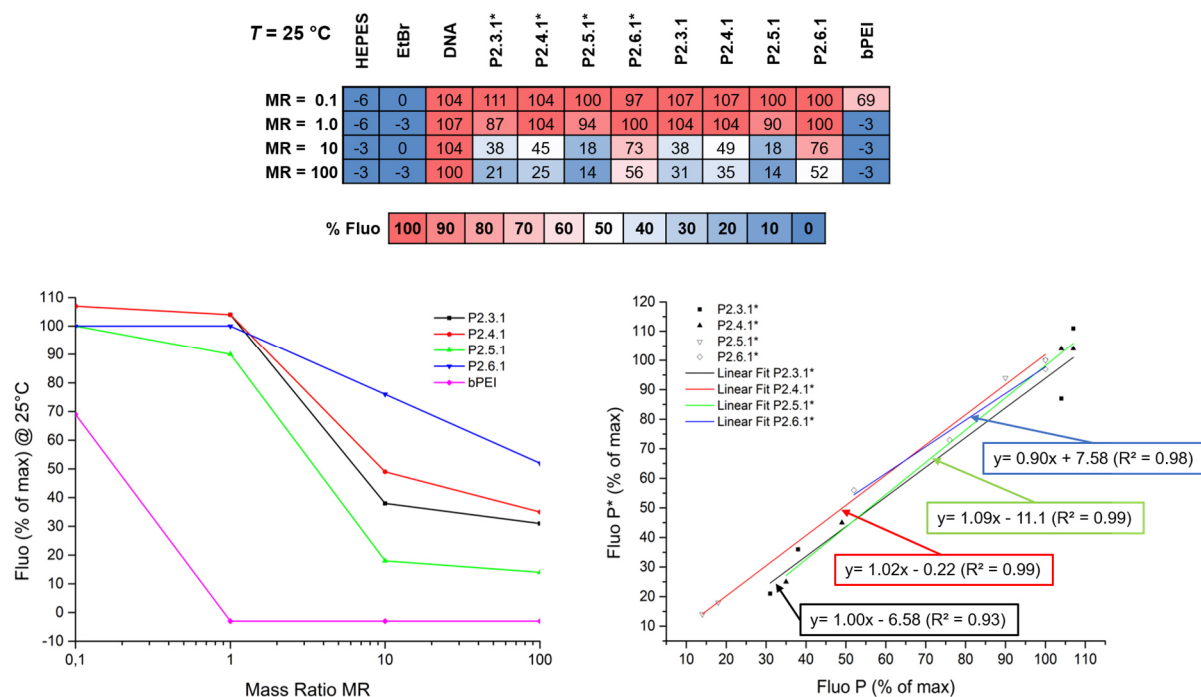 T = 25 °C HEPES EtBr DNA P2.3.1* P2.4.1* P2.5.1* P2.6.1* P2.3.1 P2.4.1 P2.5.1 P2.6.1 bPEI
MR = 0.1 -6 0 104 111 104 100 97 107 107 100 100 69
MR = 1.0 -6 -3 107 87 104 94 100 104 104 90 100 -3
MR = 10 -3 0 104 38 45 18 73 38 49 18 76 -3
MR = 100 -3 -3 100 21 25 14 56 31 35 14 52 -3
% Fluo 100 90 80 70 60 50 40 30 20 10 0
Fluo (% of max) @ 25°C
110
100
90
80
70
60
50
40
30
20
10
0
-10
0,1 1 10 100
Mass Ratio MR
P2.3.1
P2.4.1
P2.5.1
P2.6.1
bPEI
Fluo P* (% of max)
120
110
100
90
80
70
60
50
40
30
20
10
10 20 30 40 50 60 70 80 90 100 110
Fluo P (% of max)
P2.3.1*
P2.4.1*
P2.5.1*
P2.6.1*
Linear Fit P2.3.1*
Linear Fit P2.4.1*
Linear Fit P2.5.1*
Linear Fit P2.6.1*
y= 0.90x + 7.58 (R² = 0.98)
y= 1.09x - 11.1 (R² = 0.99)
y= 1.02x - 0.22 (R² = 0.99)
y= 1.00x - 6.58 (R² = 0.93)